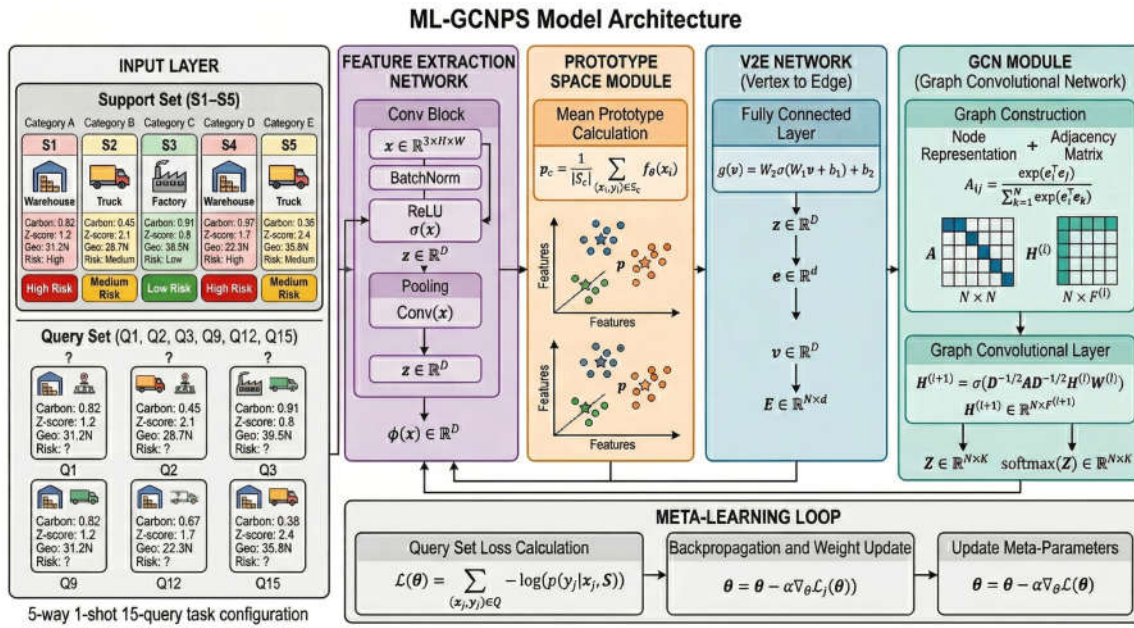 ML-GCNPS Model Architecture
INPUT LAYER
Support Set (S1–S5)
Category A Category B Category C Category D Category E
S1 S2 S3 S4 S5
Warehouse Truck Factory Warehouse Truck
Carbon: 0.82 Carbon: 0.45 Carbon: 0.91 Carbon: 0.97 Carbon: 0.36
Z-score: 1.2 Z-score: 2.1 Z-score: 0.8 Z-score: 1.7 Z-score: 2.4
Geo: 31.2N Geo: 28.7N Geo: 38.5N Geo: 22.3N Geo: 35.8N
Risk: High Risk: Medium Risk: Low Risk: High Risk: Medium
High Risk Medium Risk Low Risk High Risk Medium Risk
Query Set (Q1, Q2, Q3, Q9, Q12, Q15)
? ? ?
Carbon: 0.82 Carbon: 0.45 Carbon: 0.91
Z-score: 1.2 Z-score: 2.1 Z-score: 0.8
Geo: 31.2N Geo: 28.7N Geo: 39.5N
Risk: ? Risk: ? Risk: ?
Q1 Q2 Q3
Carbon: 0.82 Carbon: 0.67 Carbon: 0.38
Z-score: 1.2 Z-score: 1.7 Z-score: 2.4
Geo: 31.2N Geo: 22.3N Geo: 35.8N
Risk: ? Risk: ? Risk: ?
Q9 Q12 Q15
5-way 1-shot 15-query task configuration
FEATURE EXTRACTION
NETWORK
Conv Block
x ∈ ℝ^{3×H×W}
BatchNorm
ReLU
σ(x)
z ∈ ℝ^D
Pooling
Conv(x)
z ∈ ℝ^D
ϕ(x) ∈ ℝ^D
PROTOTYPE
SPACE MODULE
Mean Prototype
Calculation
p_c = 1/|S_c| ∑_{(x_i,y_i)∈S_c} f_θ(x_i)
Features
p
Features
Features
p
Features
V2E NETWORK
(Vertex to Edge)
Fully Connected
Layer
g(v) = W_2σ(W_1v + b_1) + b_2
z ∈ ℝ^D
e ∈ ℝ^d
v ∈ ℝ^D
E ∈ ℝ^{N×d}
GCN MODULE
(Graph Convolutional Network)
Graph Construction
Node Representation + Adjacency Matrix
A_{ij} = exp(e_i^⊤e_j) / ∑_{k=1}^N exp(e_i^⊤e_k)
A H^{(l)}
N × N N × F^{(l)}
Graph Convolutional Layer
H^{(l+1)} = σ(D^{-1/2}AD^{-1/2}H^{(l)}W^{(l)})
H^{(l+1)} ∈ ℝ^{N×F^{(l+1)}}
Z ∈ ℝ^{N×K} softmax(Z) ∈ ℝ^{N×K}
META-LEARNING LOOP
Query Set Loss Calculation
ℒ(θ) = ∑_{(x_j,y_j)∈Q} −log(p(y_j|x_j, S))
Backpropagation and Weight Update
θ = θ − α∇_θℒ_j(θ))
Update Meta-Parameters
θ = θ − α∇_θℒ(θ)